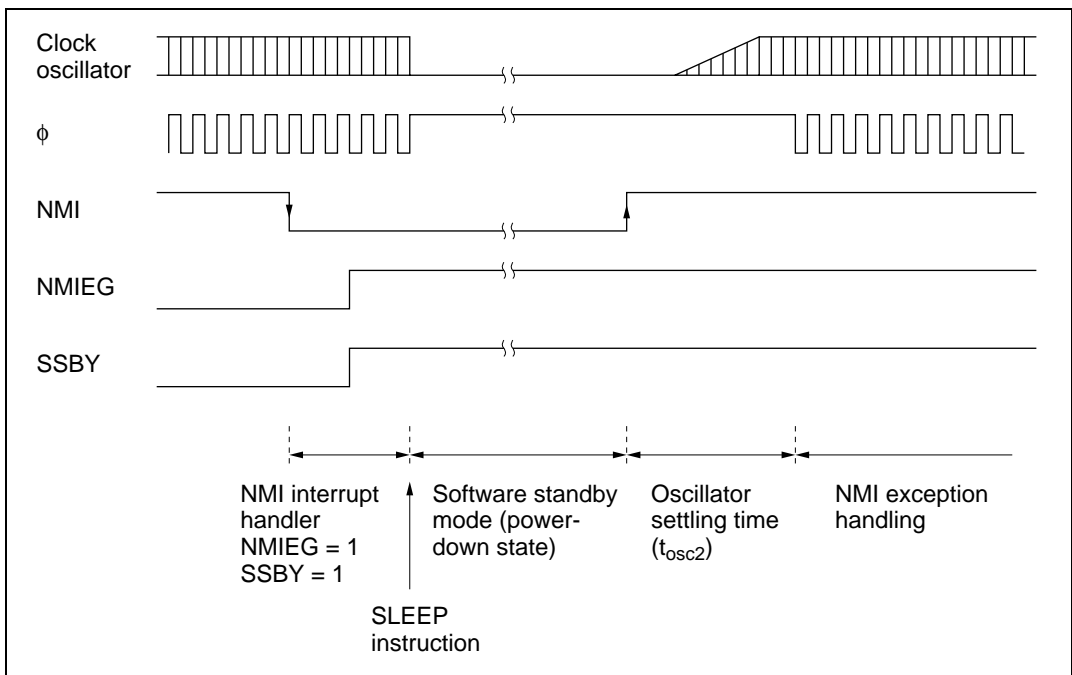 Clock
oscillator
φ
NMI
NMIEG
SSBY
NMI interrupt
handler
NMIEG = 1
SSBY = 1
Software standby
mode (power-
down state)
Oscillator
settling time
(tosc2)
NMI exception
handling
SLEEP
instruction